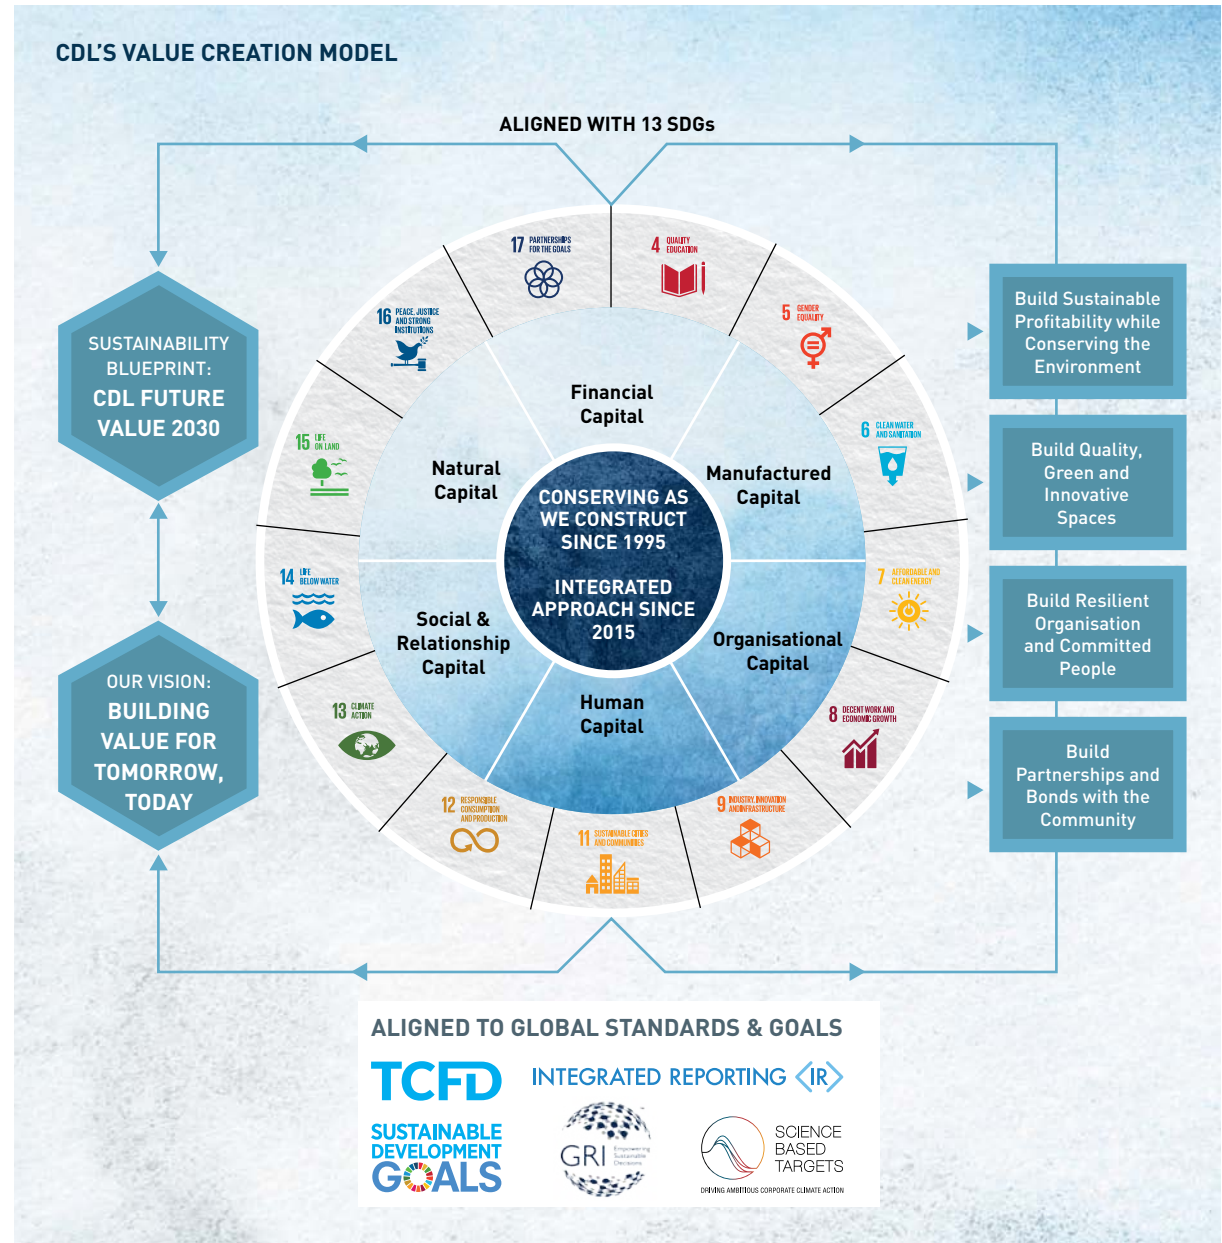 CDL'S VALUE CREATION MODEL
ALIGNED WITH 13 SDGs
SUSTAINABILITY
BLUEPRINT:
CDL FUTURE
VALUE 2030
OUR VISION:
BUILDING
VALUE FOR
TOMORROW,
TODAY
17 PARTNERSHIPS
FOR THE GOALS
4 QUALITY
EDUCATION
5 GENDER
EQUALITY
6 CLEAN WATER
AND SANITATION
7 AFFORDABLE AND
CLEAN ENERGY
8 DECENT WORK AND
ECONOMIC GROWTH
9 INDUSTRY, INNOVATION
AND INFRASTRUCTURE
11 SUSTAINABLE CITIES
AND COMMUNITIES
12 RESPONSIBLE
CONSUMPTION
AND PRODUCTION
13 CLIMATE
ACTION
14 LIFE
BELOW WATER
15 LIFE
ON LAND
16 PEACE, JUSTICE
AND STRONG
INSTITUTIONS
Financial
Capital
Manufactured
Capital
Organisational
Capital
Human
Capital
Social &
Relationship
Capital
Natural
Capital
CONSERVING AS
WE CONSTRUCT
SINCE 1995
INTEGRATED
APPROACH SINCE
2015
Build Sustainable
Profitability while
Conserving the
Environment
Build Quality,
Green and
Innovative
Spaces
Build Resilient
Organisation
and Committed
People
Build
Partnerships and
Bonds with the
Community
ALIGNED TO GLOBAL STANDARDS & GOALS
TCFD
INTEGRATED REPORTING <IR>
SUSTAINABLE
DEVELOPMENT
GOALS
GRI
Empowering
Sustainable
Decisions
SCIENCE
BASED
TARGETS
DRIVING AMBITIOUS CORPORATE CLIMATE ACTION